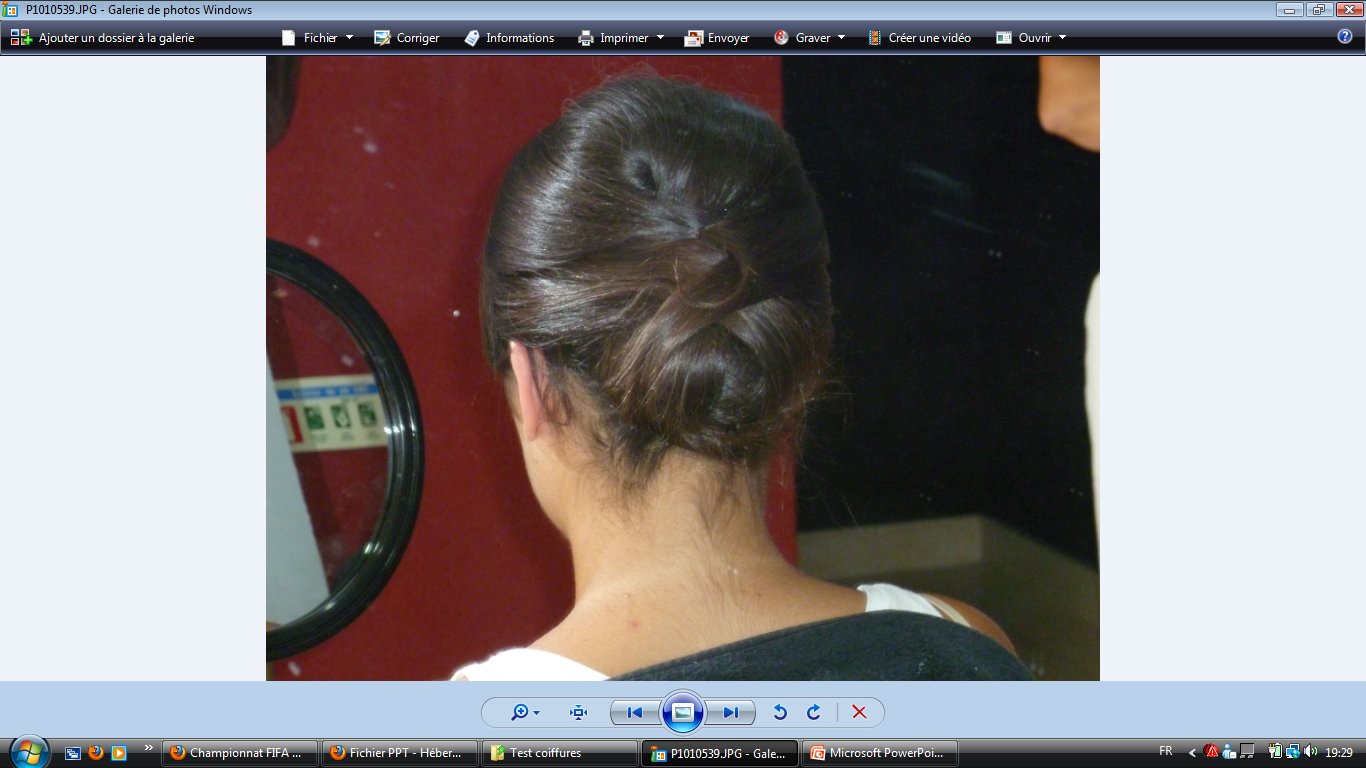 P1010539.JPG - Galerie de photos Windows
Ajouter un dossier à la galerie Fichier Corriger Informations Imprimer Envoyer Graver Créer une vidéo Ouvrir
Championnat FIFA ... Fichier PPT - Héber... Test coiffures P1010539.JPG - Gale... Microsoft PowerPoi... FR 19:29